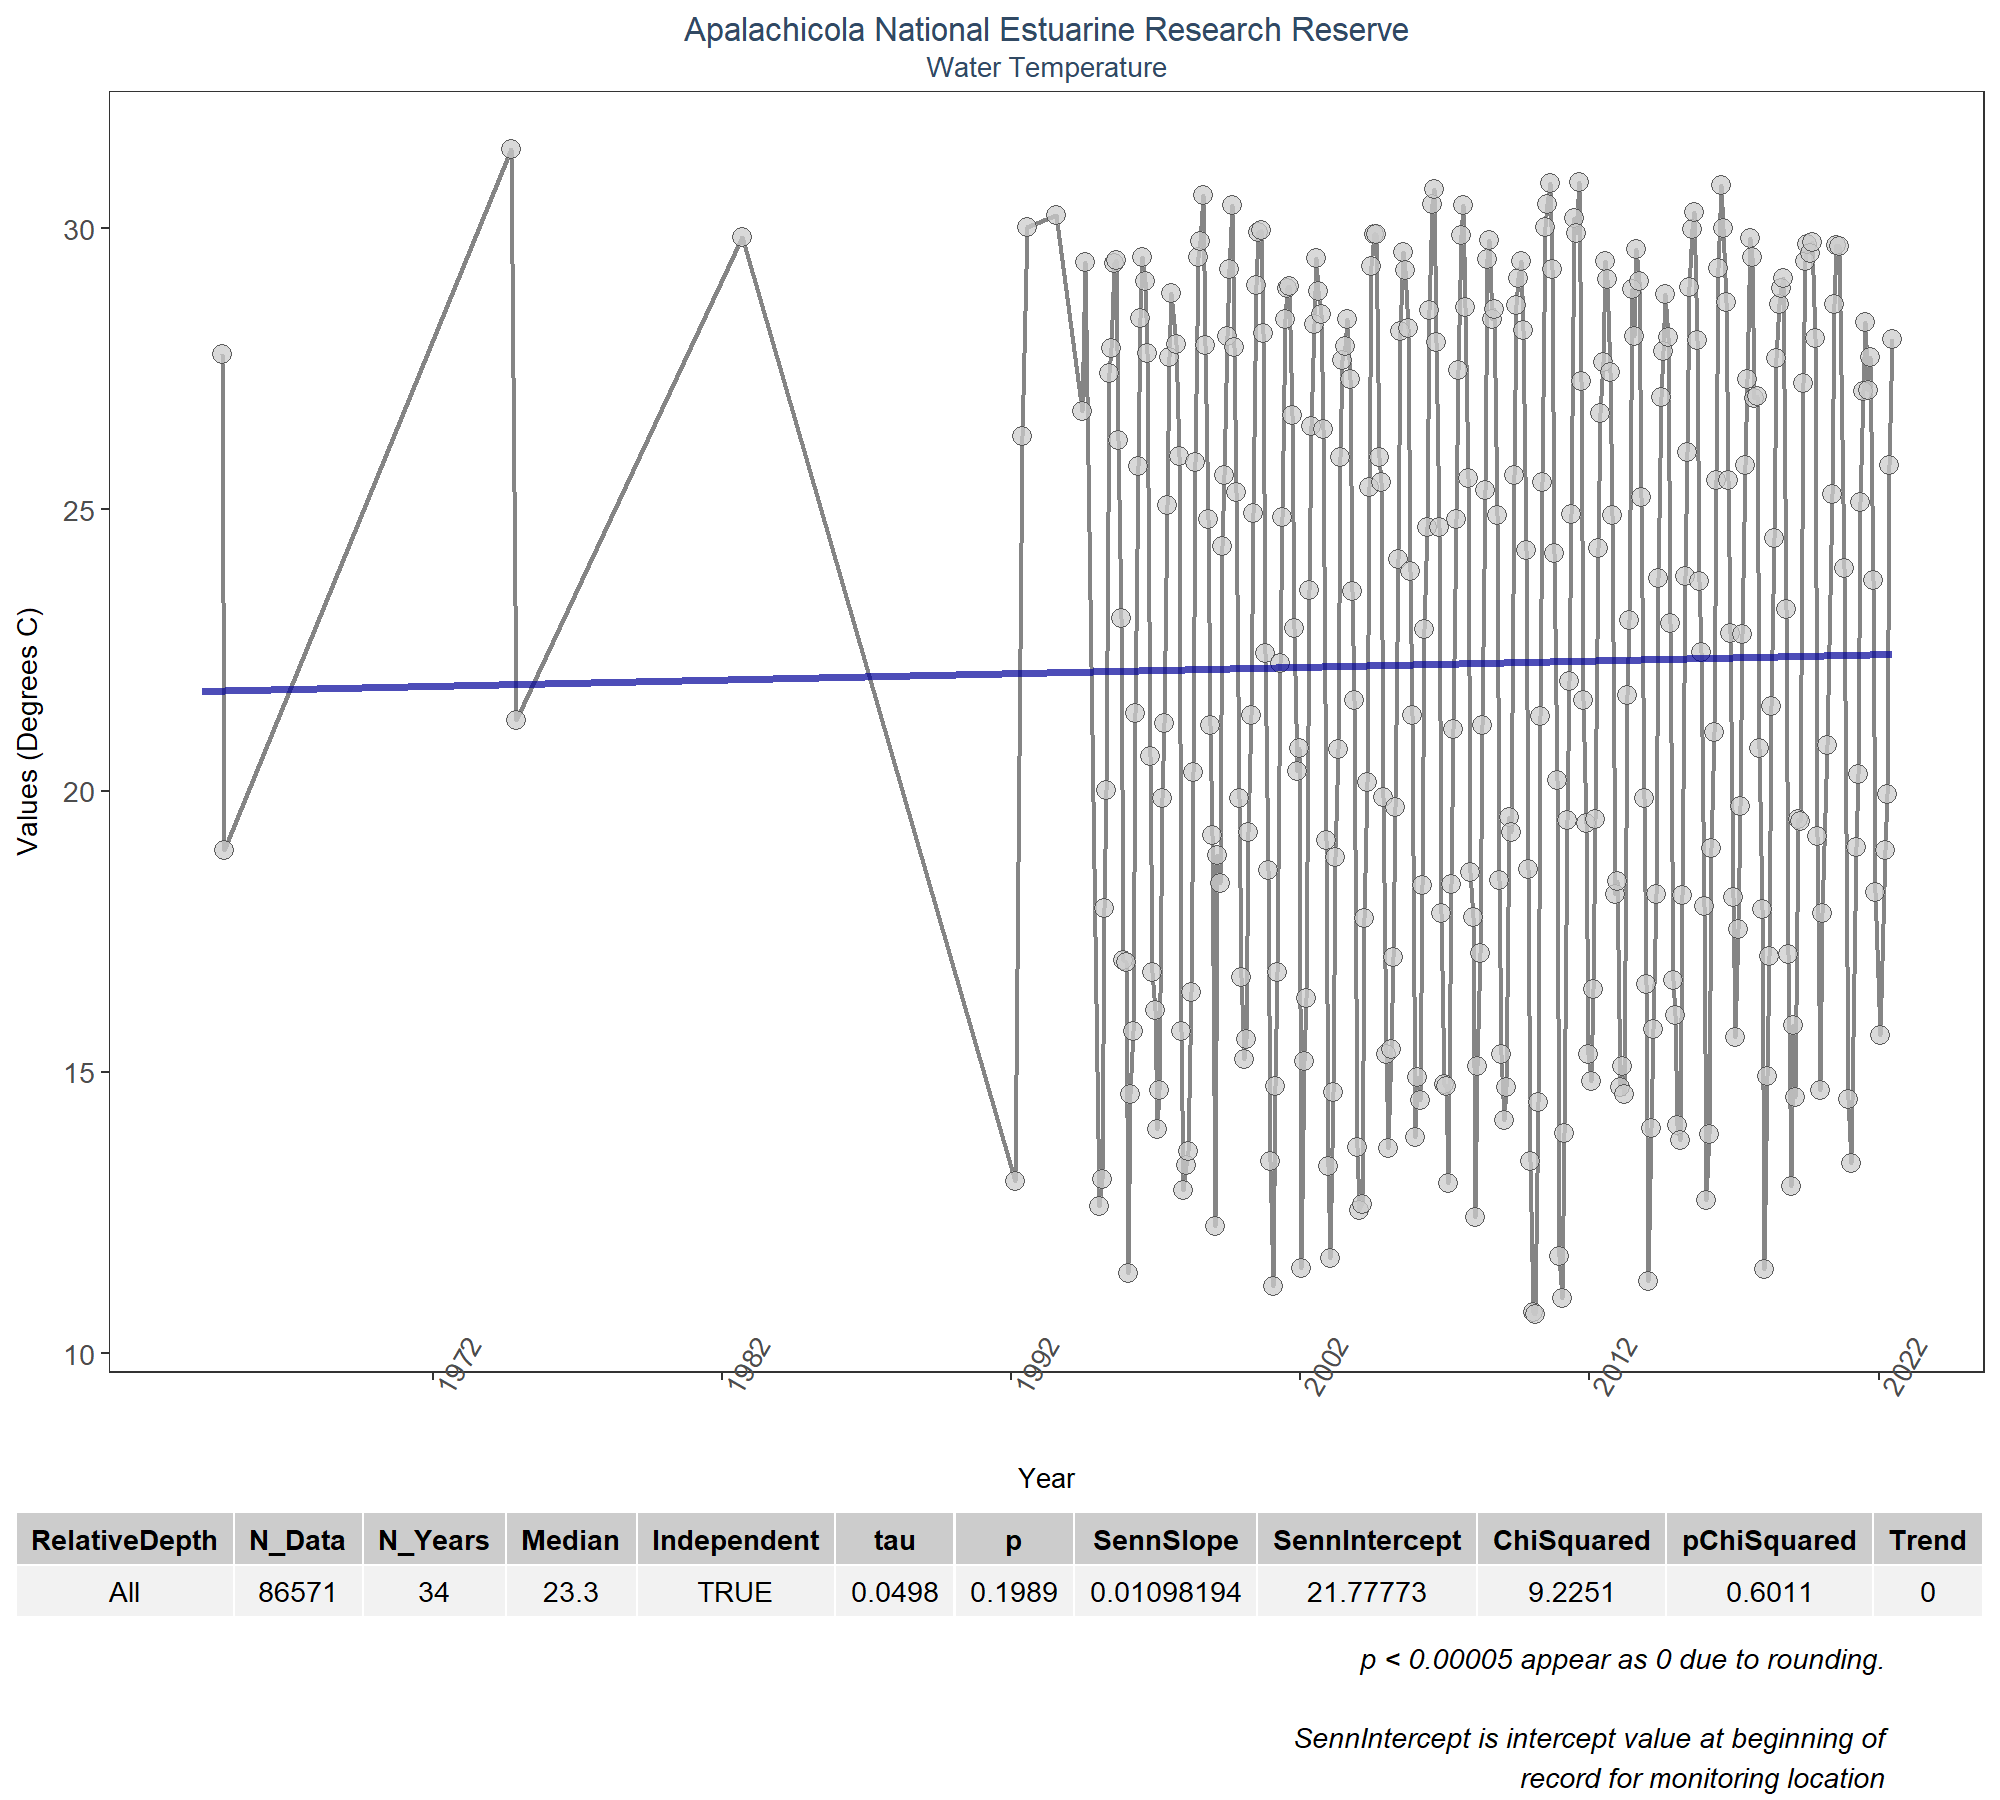 Apalachicola National Estuarine Research Reserve
Water Temperature
Values (Degrees C)
30
25
20
15
10
1972
1982
1992
2002
2012
2022
Year
RelativeDepth N_Data N_Years Median Independent tau p SennSlope SennIntercept ChiSquared pChiSquared Trend
All 86571 34 23.3 TRUE 0.0498 0.1989 0.01098194 21.77773 9.2251 0.6011 0
p < 0.00005 appear as 0 due to rounding.
SennIntercept is intercept value at beginning of
record for monitoring location